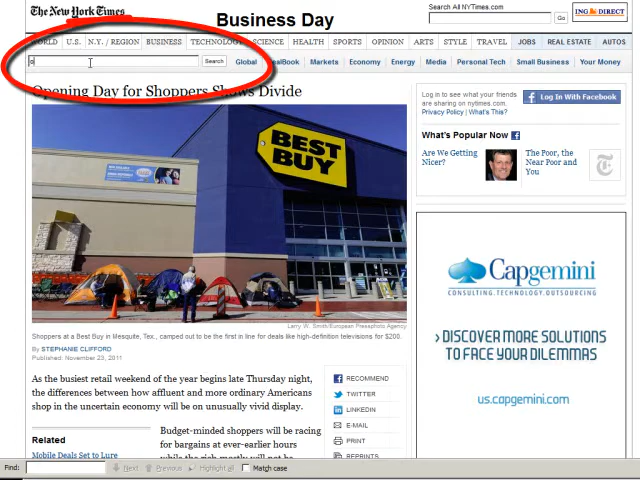 The New York Times
Business Day
Search All NYTimes.com
Go
ING DIRECT
WORLD U.S. N.Y. / REGION BUSINESS TECHNOLOGY SCIENCE HEALTH SPORTS OPINION ARTS STYLE TRAVEL JOBS REAL ESTATE AUTOS
Search Global DealBook Markets Economy Energy Media Personal Tech Small Business Your Money
Opening Day for Shoppers Shows Divide
BEST
BUY
Larry W. Smith/European Pressphoto Agency
Shoppers at a Best Buy in Mesquite, Tex., camped out to be the first in line for deals like high-definition televisions for $200.
By STEPHANIE CLIFFORD
Published: November 23, 2011
As the busiest retail weekend of the year begins late Thursday night,
the differences between how affluent and more ordinary Americans
shop in the uncertain economy will be on unusually vivid display.
Related
Mobile Deals Set to Lure
Budget-minded shoppers will be racing
for bargains at ever-earlier hours
while the rich mostly will not be
RECOMMEND
TWITTER
LINKEDIN
E-MAIL
PRINT
REPRINTS
Log in to see what your friends
are sharing on nytimes.com.
Privacy Policy | What's This?
Log In With Facebook
What's Popular Now
Are We Getting
Nicer?
The Poor, the
Near Poor and
You
T
Capgemini
CONSULTING.TECHNOLOGY.OUTSOURCING
DISCOVER MORE SOLUTIONS
TO FACE YOUR DILEMMAS
us.capgemini.com
Find: Next Previous Highlight all Match case